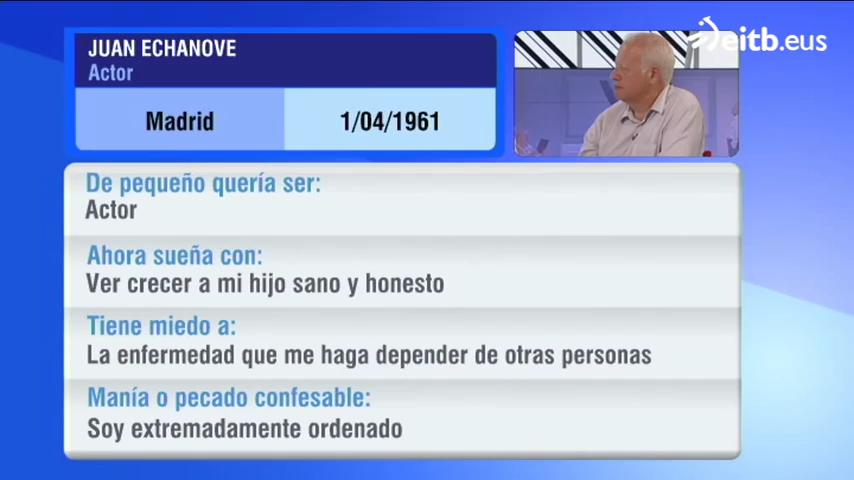 eitb.eus
JUAN ECHANOVE
Actor
Madrid
1/04/1961
De pequeño quería ser:
Actor
Ahora sueña con:
Ver crecer a mi hijo sano y honesto
Tiene miedo a:
La enfermedad que me haga depender de otras personas
Manía o pecado confesable:
Soy extremadamente ordenado